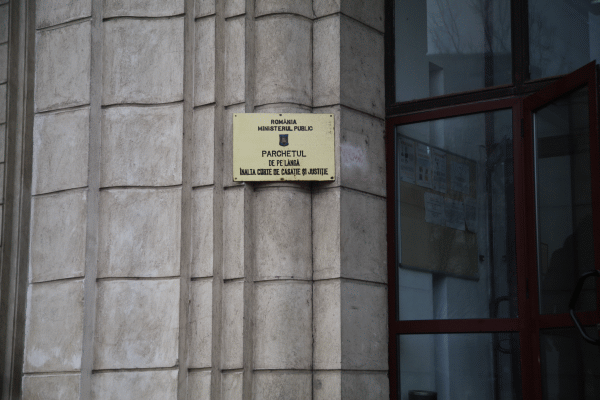 ROMÂNIA
MINISTERUL PUBLIC
PARCHETUL
DE PE LÂNGĂ
ÎNALTA CURTE DE CASAȚIE ȘI JUSTIȚIE